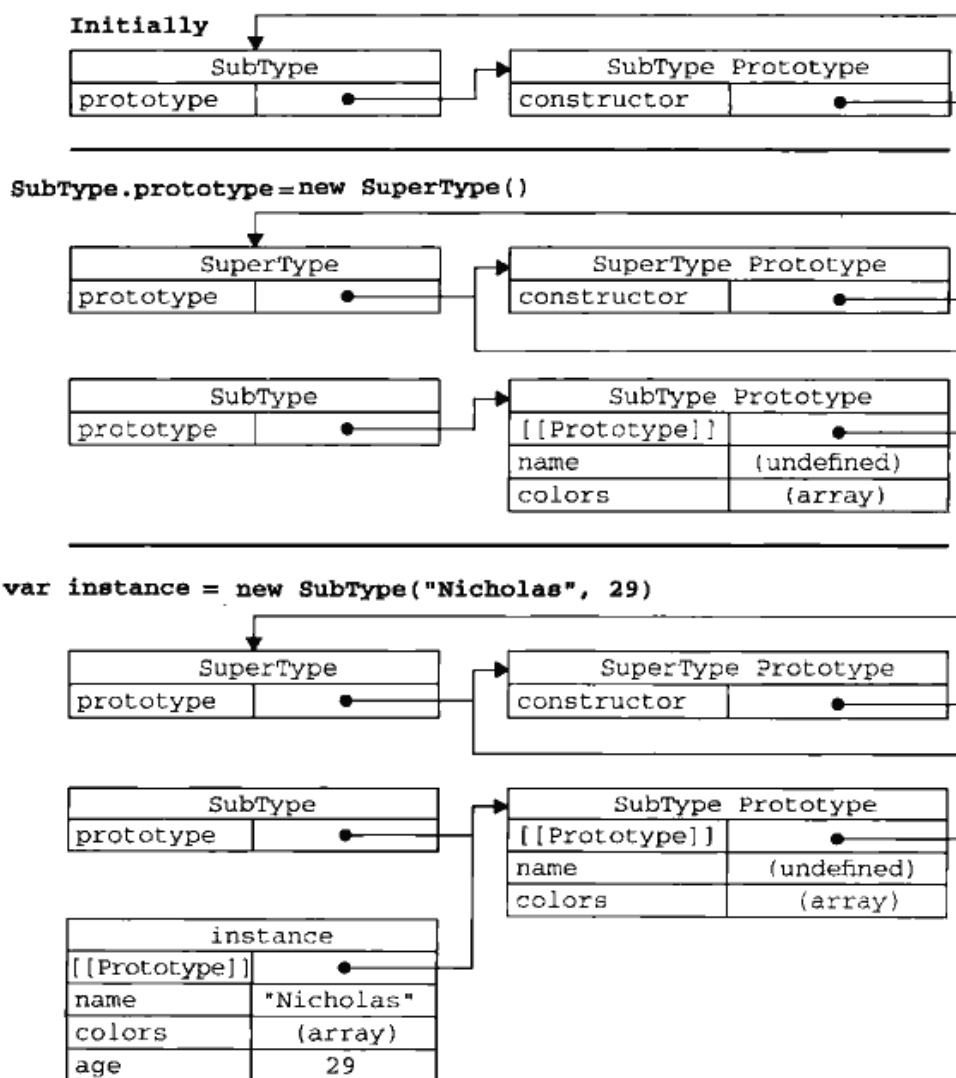 Initially
SubType SubType Prototype
prototype constructor
SubType.prototype=new SuperType()
SuperType SuperType Prototype
prototype constructor
SubType SubType Prototype
prototype [[Prototype]]
name (undefined)
colors (array)
var instance = new SubType("Nicholas", 29)
SuperType SuperType Prototype
prototype constructor
SubType SubType Prototype
prototype [[Prototype]]
name (undefined)
colors (array)
instance
[[Prototype]]
name "Nicholas"
colors (array)
age 29